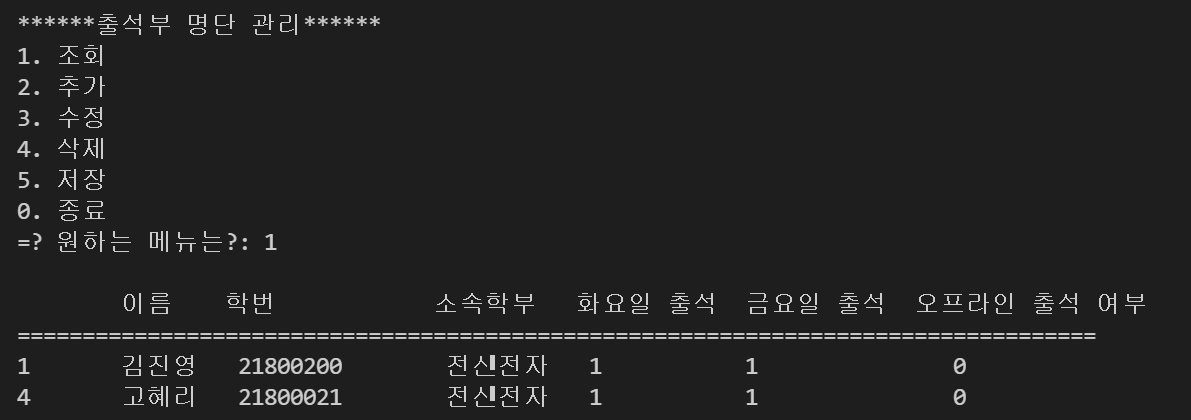 ******출석부 명단 관리******
1. 조회
2. 추가
3. 수정
4. 삭제
5. 저장
0. 종료
=? 원하는 메뉴는?: 1
이름 학번 소속학부 화요일 출석 금요일 출석 오프라인 출석 여부
===================================================================================
1 김진영 21800200 전신전자 1 1 0
4 고혜리 21800021 전신전자 1 1 0